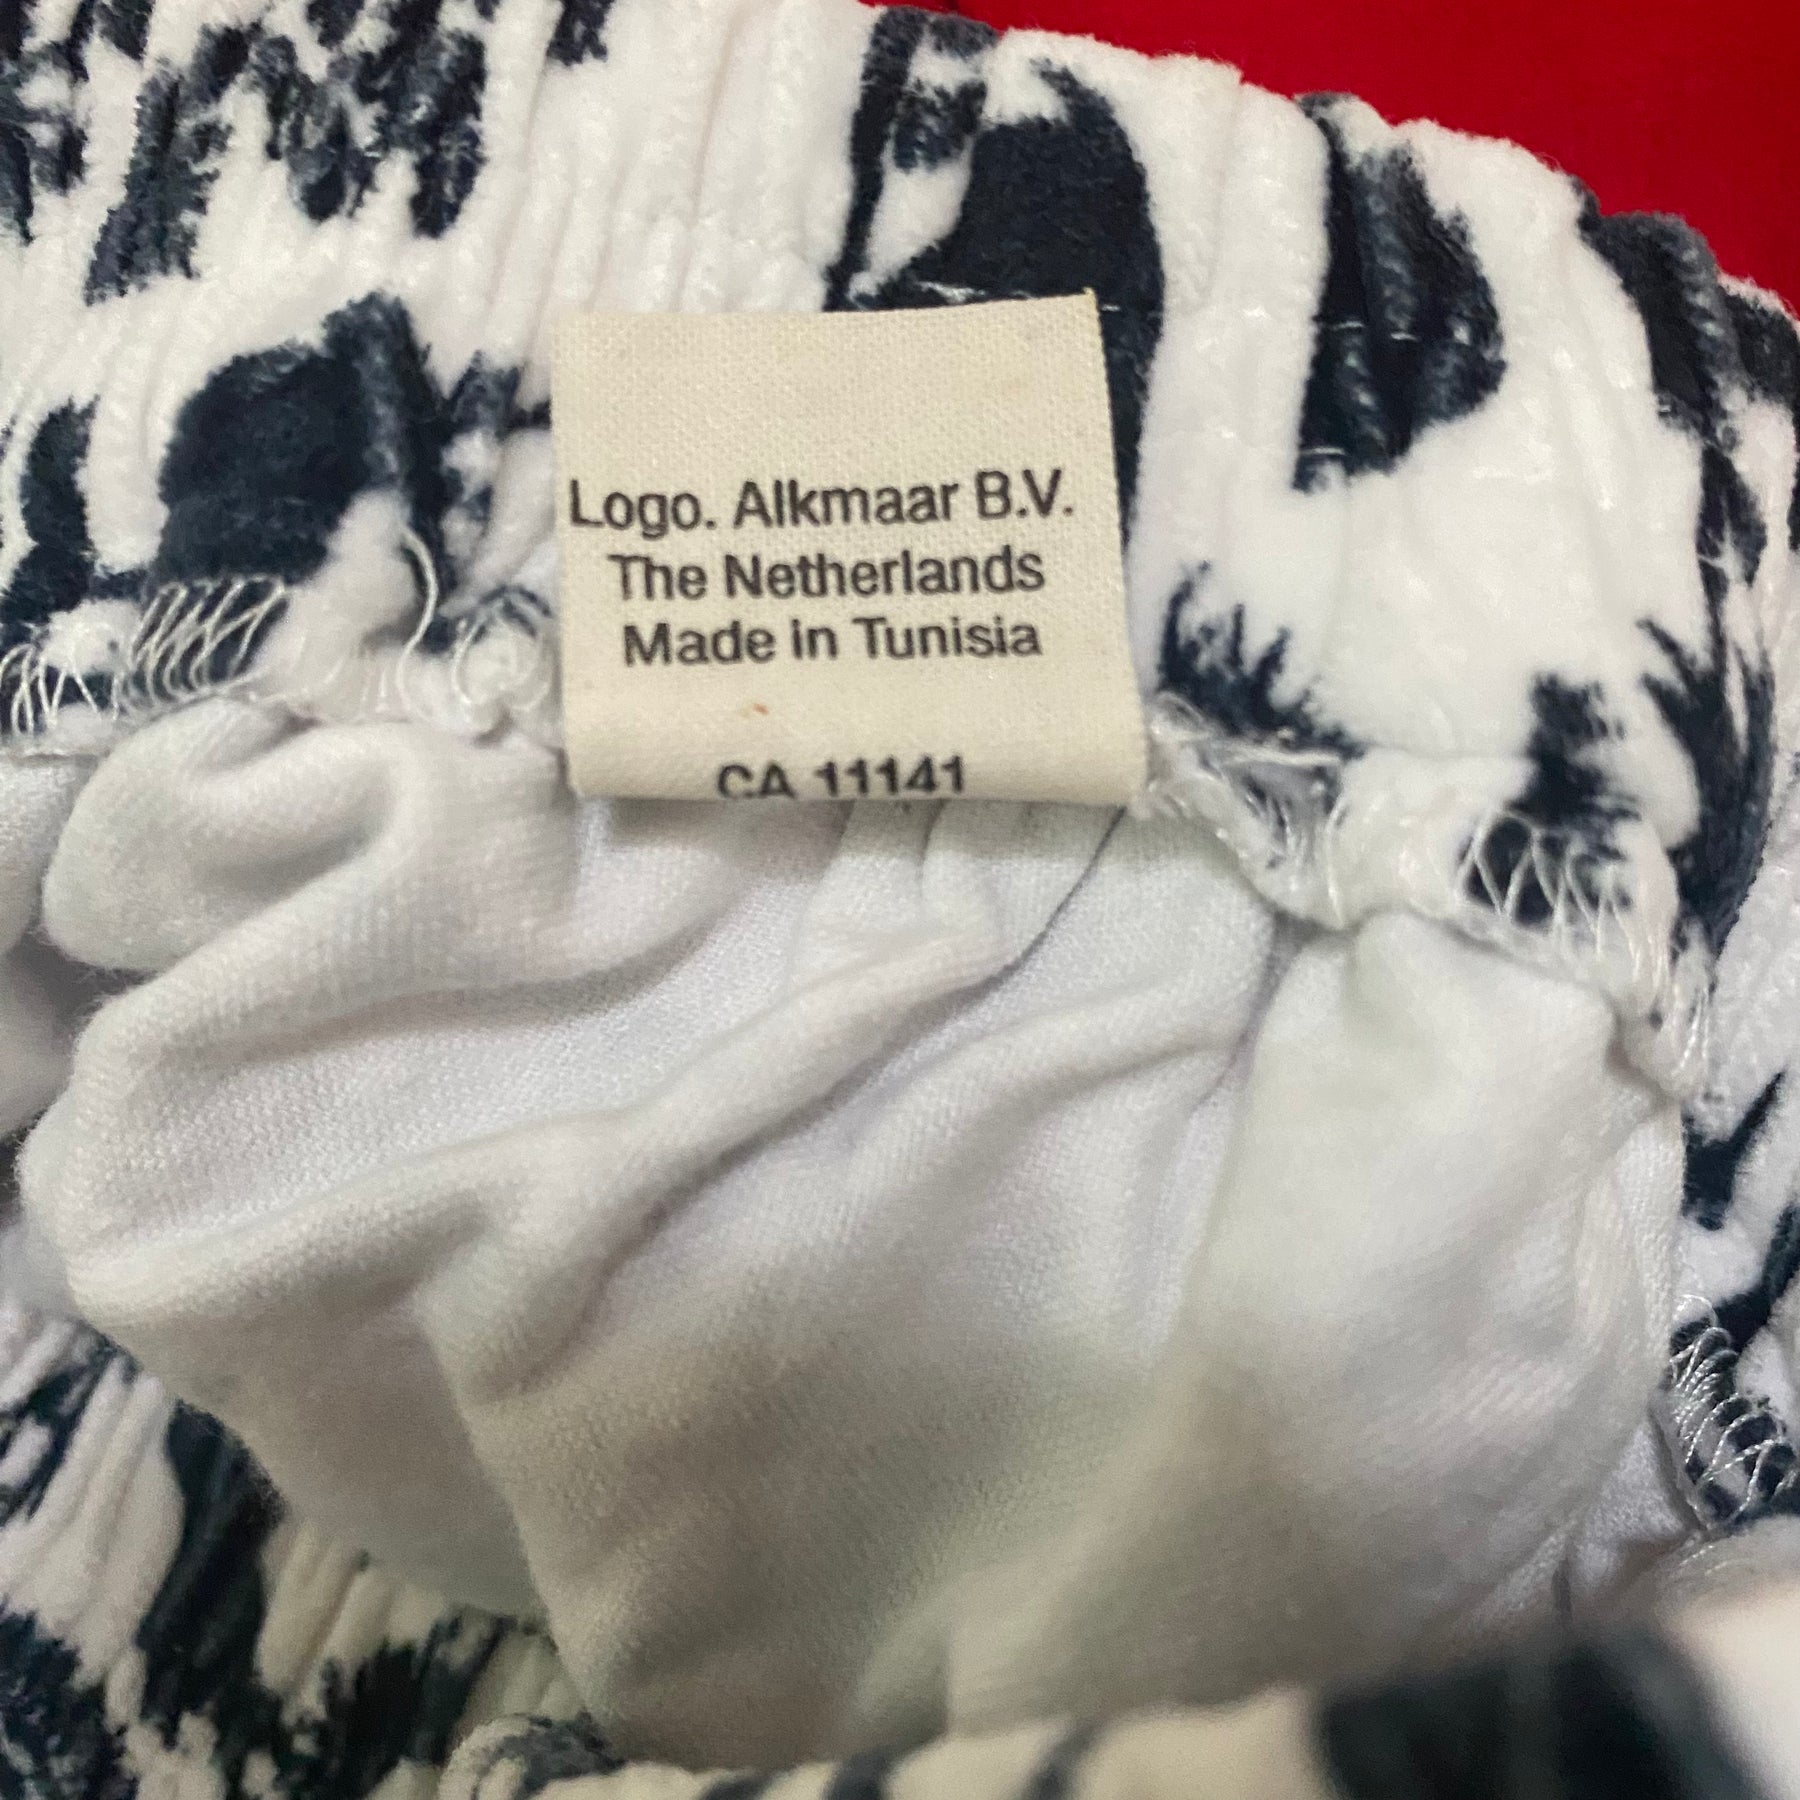 Logo. Alkmaar B.V.
The Netherlands
Made in Tunisia
CA 11141